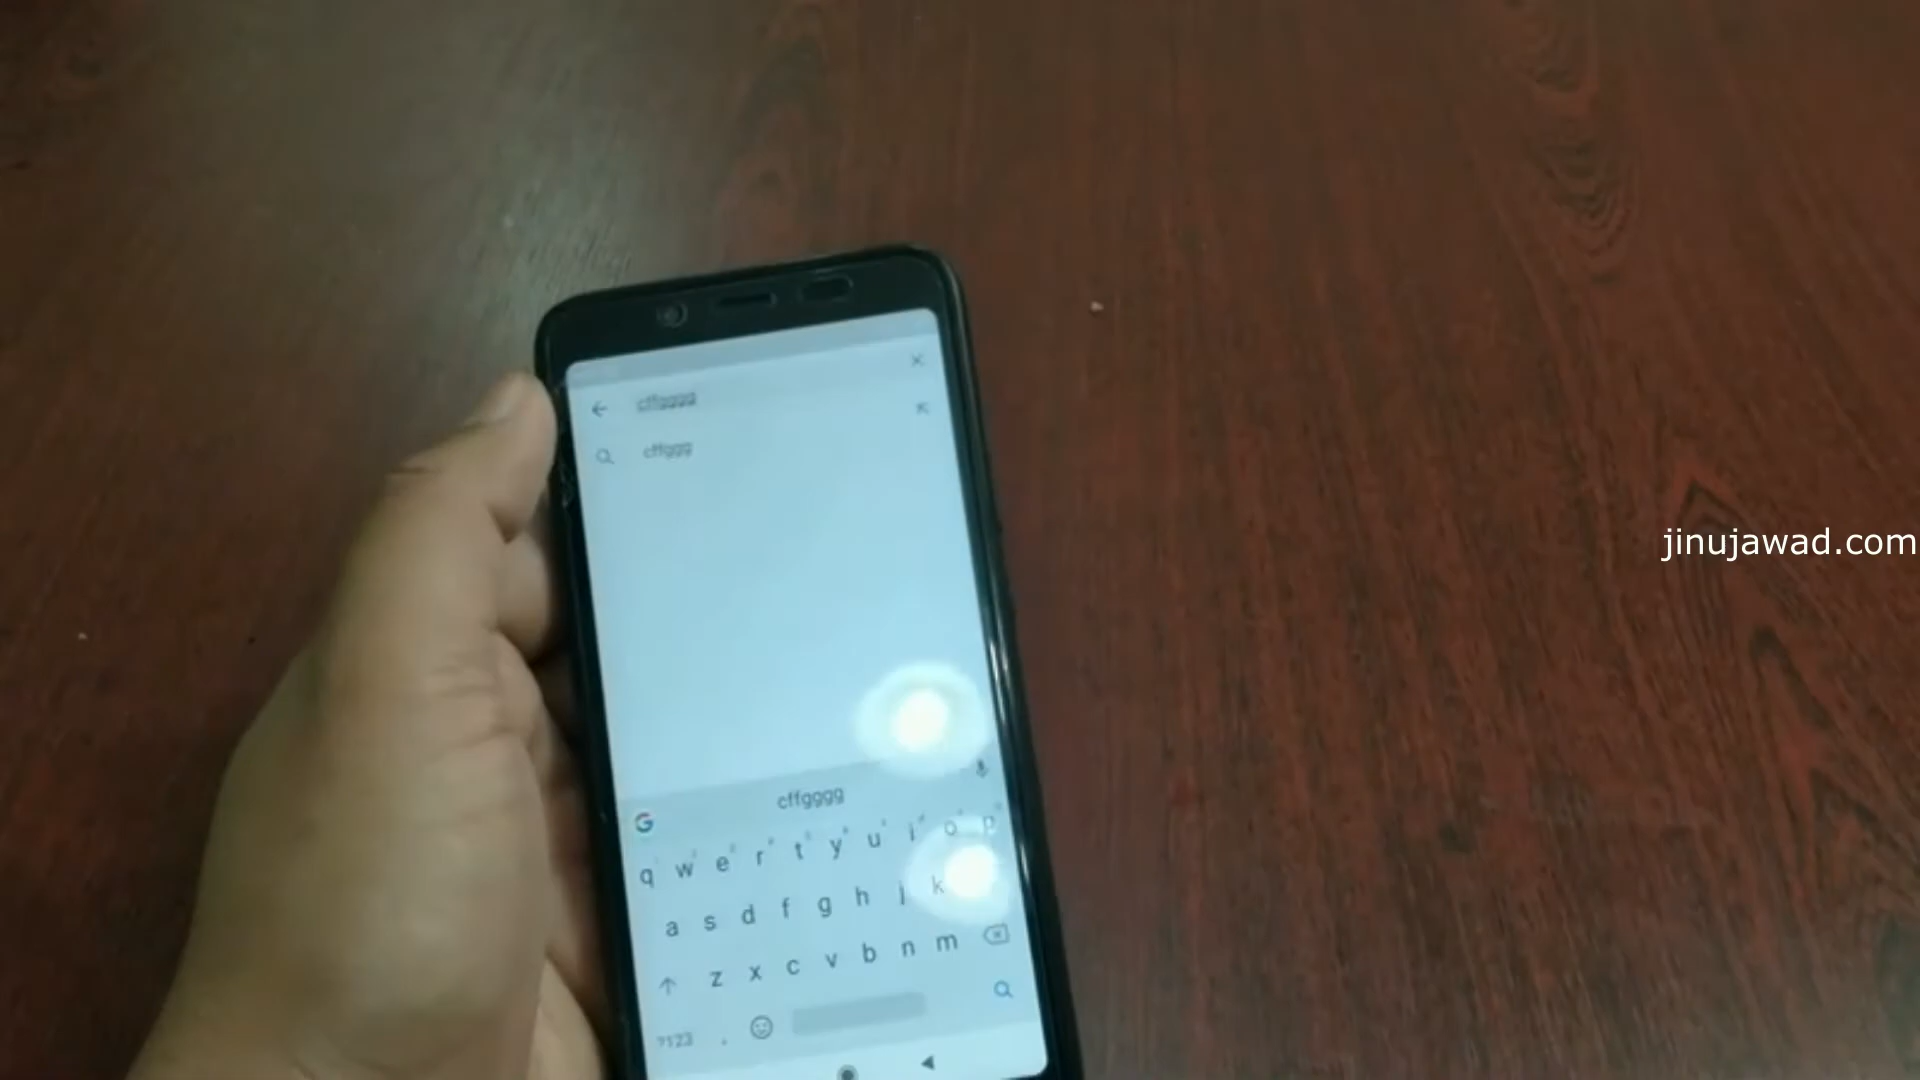 cffgggg
cffggg
jinujawad.com
G cffgggg
q w e r t y u i o p
a s d f g h j k
z x c v b n m
?123 ,